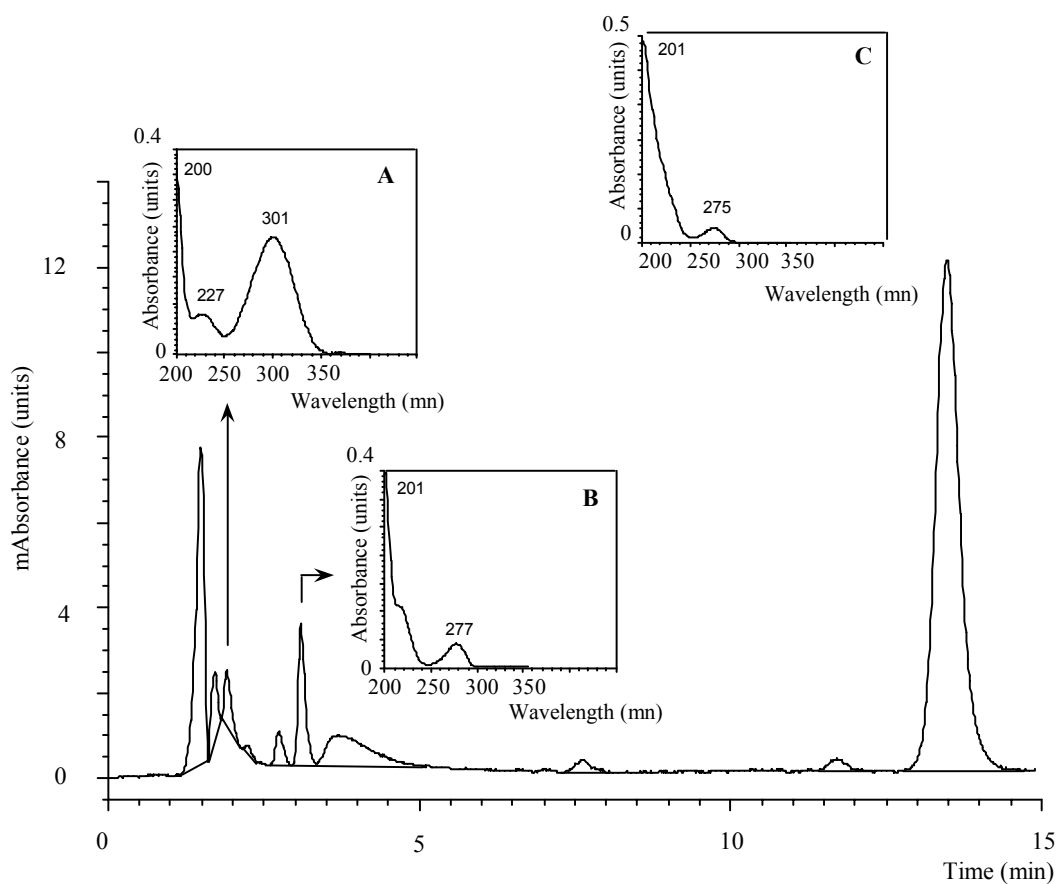 0.5
201
C
Absorbance (units)
275
0
200 250 300 350
Wavelength (mn)
0.4
200
A
301
Absorbance (units)
227
0
200 250 300 350
Wavelength (mn)
0.4
201
B
Absorbance (units)
277
0
200 250 300 350
Wavelength (mn)
mAbsorbance (units)
12
8
4
0
0 5 10 15
Time (min)